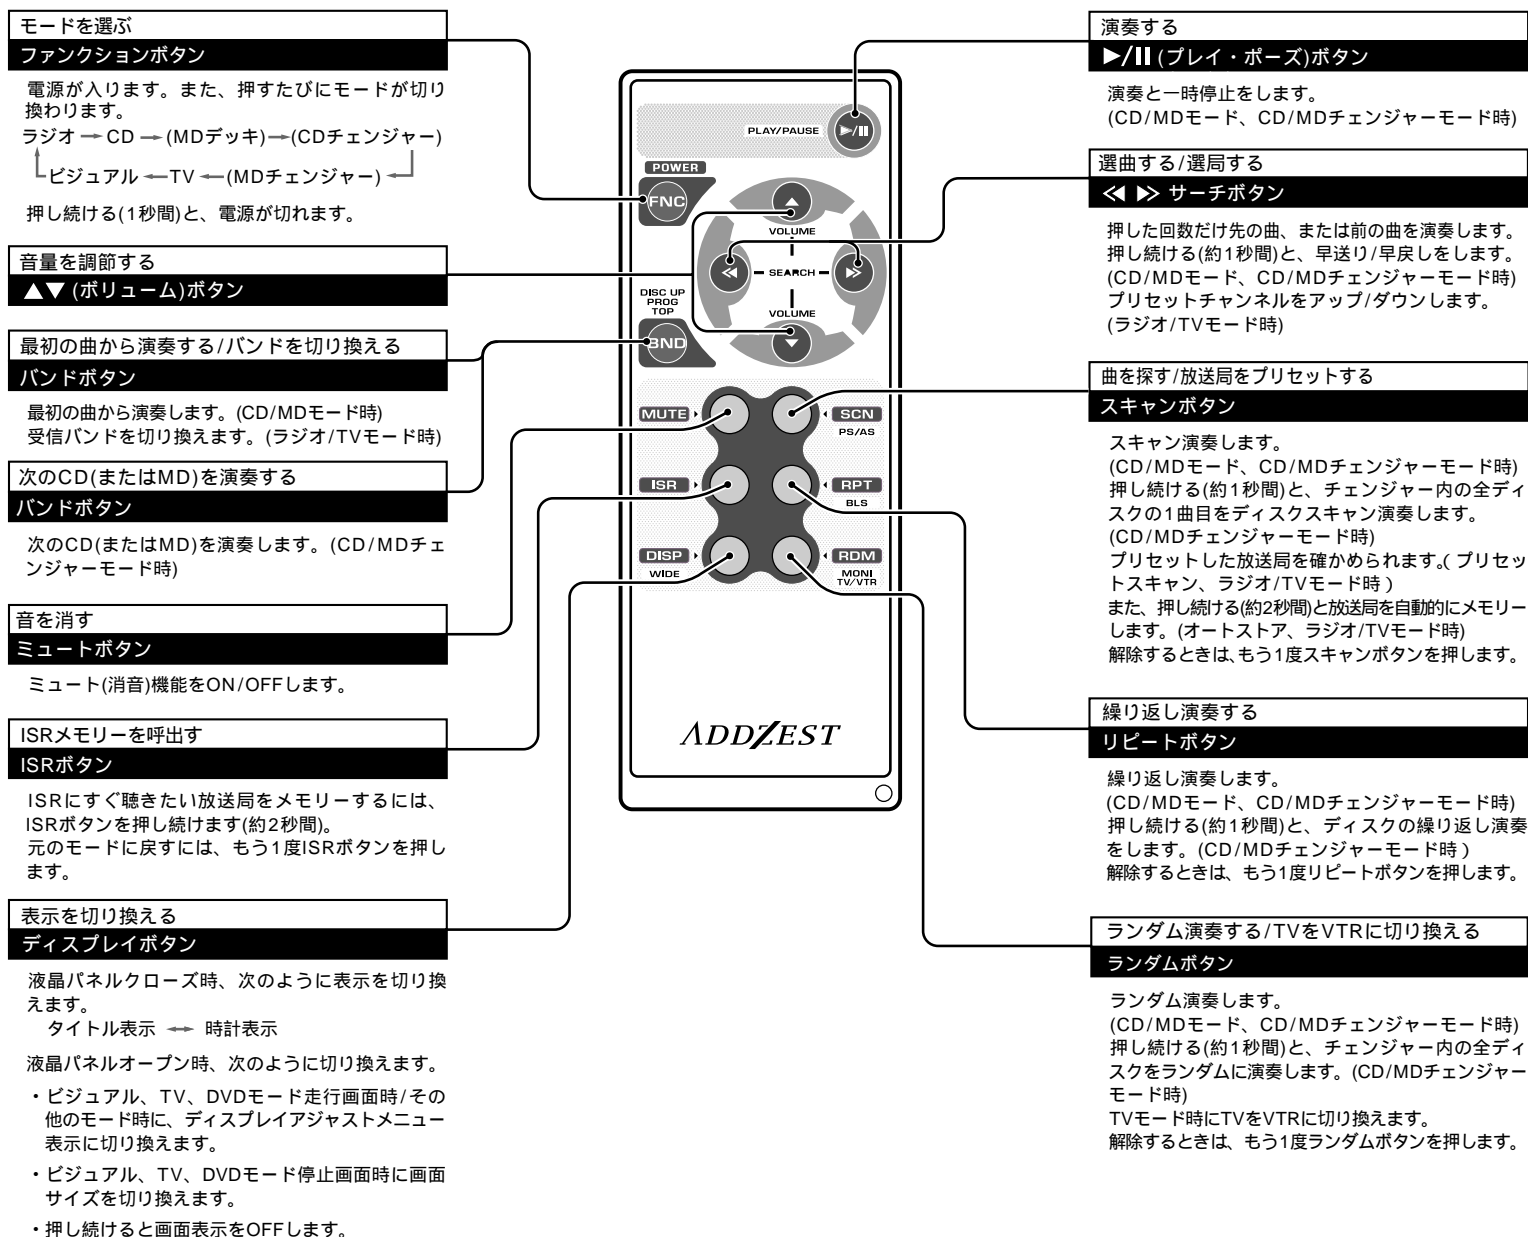 モードを選ぶ
ファンクションボタン
電源が入ります。また、押すたびにモードが切り
換わります。
ラジオ → CD → (MDデッキ) → (CDチェンジャー)
ビジュアル ← TV ← (MDチェンジャー)
押し続ける(1秒間)と、電源が切れます。
音量を調節する
▲▼ (ボリューム)ボタン
最初の曲から演奏する/バンドを切り換える
バンドボタン
最初の曲から演奏します。(CD/MDモード時)
受信バンドを切り換えます。(ラジオ/TVモード時)
次のCD(またはMD)を演奏する
バンドボタン
次のCD(またはMD)を演奏します。(CD/MDチェ
ンジャーモード時)
音を消す
ミュートボタン
ミュート(消音)機能をON/OFFします。
ISRメモリーを呼出す
ISRボタン
ISRにすぐ聴きたい放送局をメモリーするには、
ISRボタンを押し続けます(約2秒間)。
元のモードに戻すには、もう1度ISRボタンを押し
ます。
表示を切り換える
ディスプレイボタン
液晶パネルクローズ時、次のように表示を切り換
えます。
タイトル表示 ↔ 時計表示
液晶パネルオープン時、次のように切り換えます。
・ビジュアル、TV、DVDモード走行画面時/その
他のモード時に、ディスプレイアジャストメニュー
表示に切り換えます。
・ビジュアル、TV、DVDモード停止画面時に画面
サイズを切り換えます。
・押し続けると画面表示をOFFします。
PLAY/PAUSE
▶/II
POWER
FNC
VOLUME
SEARCH
DISC UP
PROG
TOP
VOLUME
BND
MUTE
SCN
PS/AS
ISR
RPT
BLS
DISP
WIDE
RDM
MONI
TV/VTR
ADDZEST
演奏する
▶/II (プレイ・ポーズ)ボタン
演奏と一時停止をします。
(CD/MDモード、CD/MDチェンジャーモード時)
選曲する/選局する
≪ ≫ サーチボタン
押した回数だけ先の曲、または前の曲を演奏します。
押し続ける(約1秒間)と、早送り/早戻しをします。
(CD/MDモード、CD/MDチェンジャーモード時)
プリセットチャンネルをアップ/ダウンします。
(ラジオ/TVモード時)
曲を探す/放送局をプリセットする
スキャンボタン
スキャン演奏します。
(CD/MDモード、CD/MDチェンジャーモード時)
押し続ける(約1秒間)と、チェンジャー内の全ディ
スクの1曲目をディスクスキャン演奏します。
(CD/MDチェンジャーモード時)
プリセットした放送局を確かめられます。(プリセッ
トスキャン、ラジオ/TVモード時)
また、押し続ける(約2秒間)と放送局を自動的にメモリー
します。(オートストア、ラジオ/TVモード時)
解除するときは、もう1度スキャンボタンを押します。
繰り返し演奏する
リピートボタン
繰り返し演奏します。
(CD/MDモード、CD/MDチェンジャーモード時)
押し続ける(約1秒間)と、ディスクの繰り返し演奏
をします。(CD/MDチェンジャーモード時)
解除するときは、もう1度リピートボタンを押します。
ランダム演奏する/TVをVTRに切り換える
ランダムボタン
ランダム演奏します。
(CD/MDモード、CD/MDチェンジャーモード時)
押し続ける(約1秒間)と、チェンジャー内の全ディ
スクをランダムに演奏します。(CD/MDチェンジャー
モード時)
TVモード時にTVをVTRに切り換えます。
解除するときは、もう1度ランダムボタンを押します。